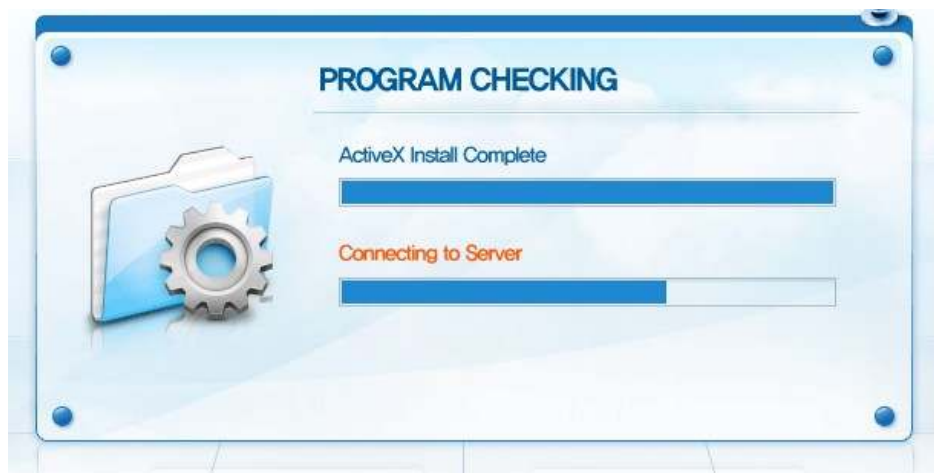 PROGRAM CHECKING
ActiveX Install Complete
Connecting to Server